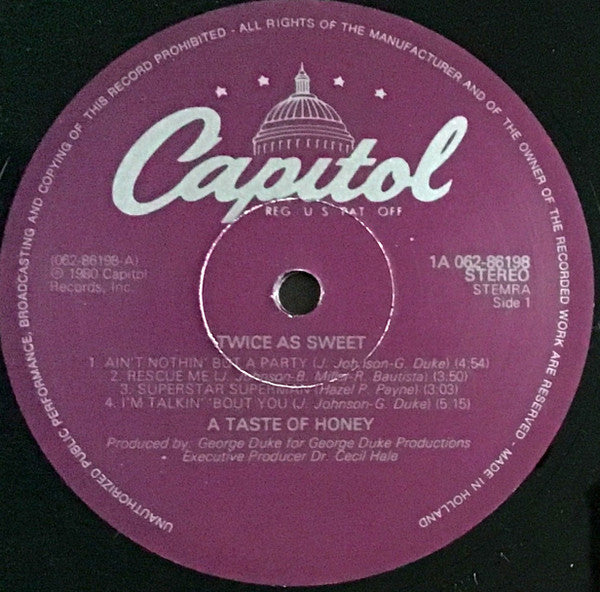 UNAUTHORIZED PUBLIC PERFORMANCE, BROADCASTING AND COPYING OF THIS RECORD PROHIBITED - ALL RIGHTS OF THE MANUFACTURER AND OF THE OWNER OF THE RECORDED WORK ARE RESERVED - MADE IN HOLLAND
Capitol
REG. U.S. PAT. OFF
(062-86198-A)
℗ 1980 Capitol
Records, Inc.
1A 062-86198
STEREO
STEMRA
Side 1
TWICE AS SWEET
1. AIN'T NOTHIN' BUT A PARTY (J. Johnson-G. Duke) (4:54)
2. RESCUE ME (J. Johnson-R. Miller-R. Bautista) (3:50)
3. SUPERSTAR SUPERMAN (Hazel P. Payne) (3:03)
4. I'M TALKIN' 'BOUT YOU (J. Johnson-G. Duke) (5:15)
A TASTE OF HONEY
Produced by: George Duke for George Duke Productions
Executive Producer Dr. Cecil Hale